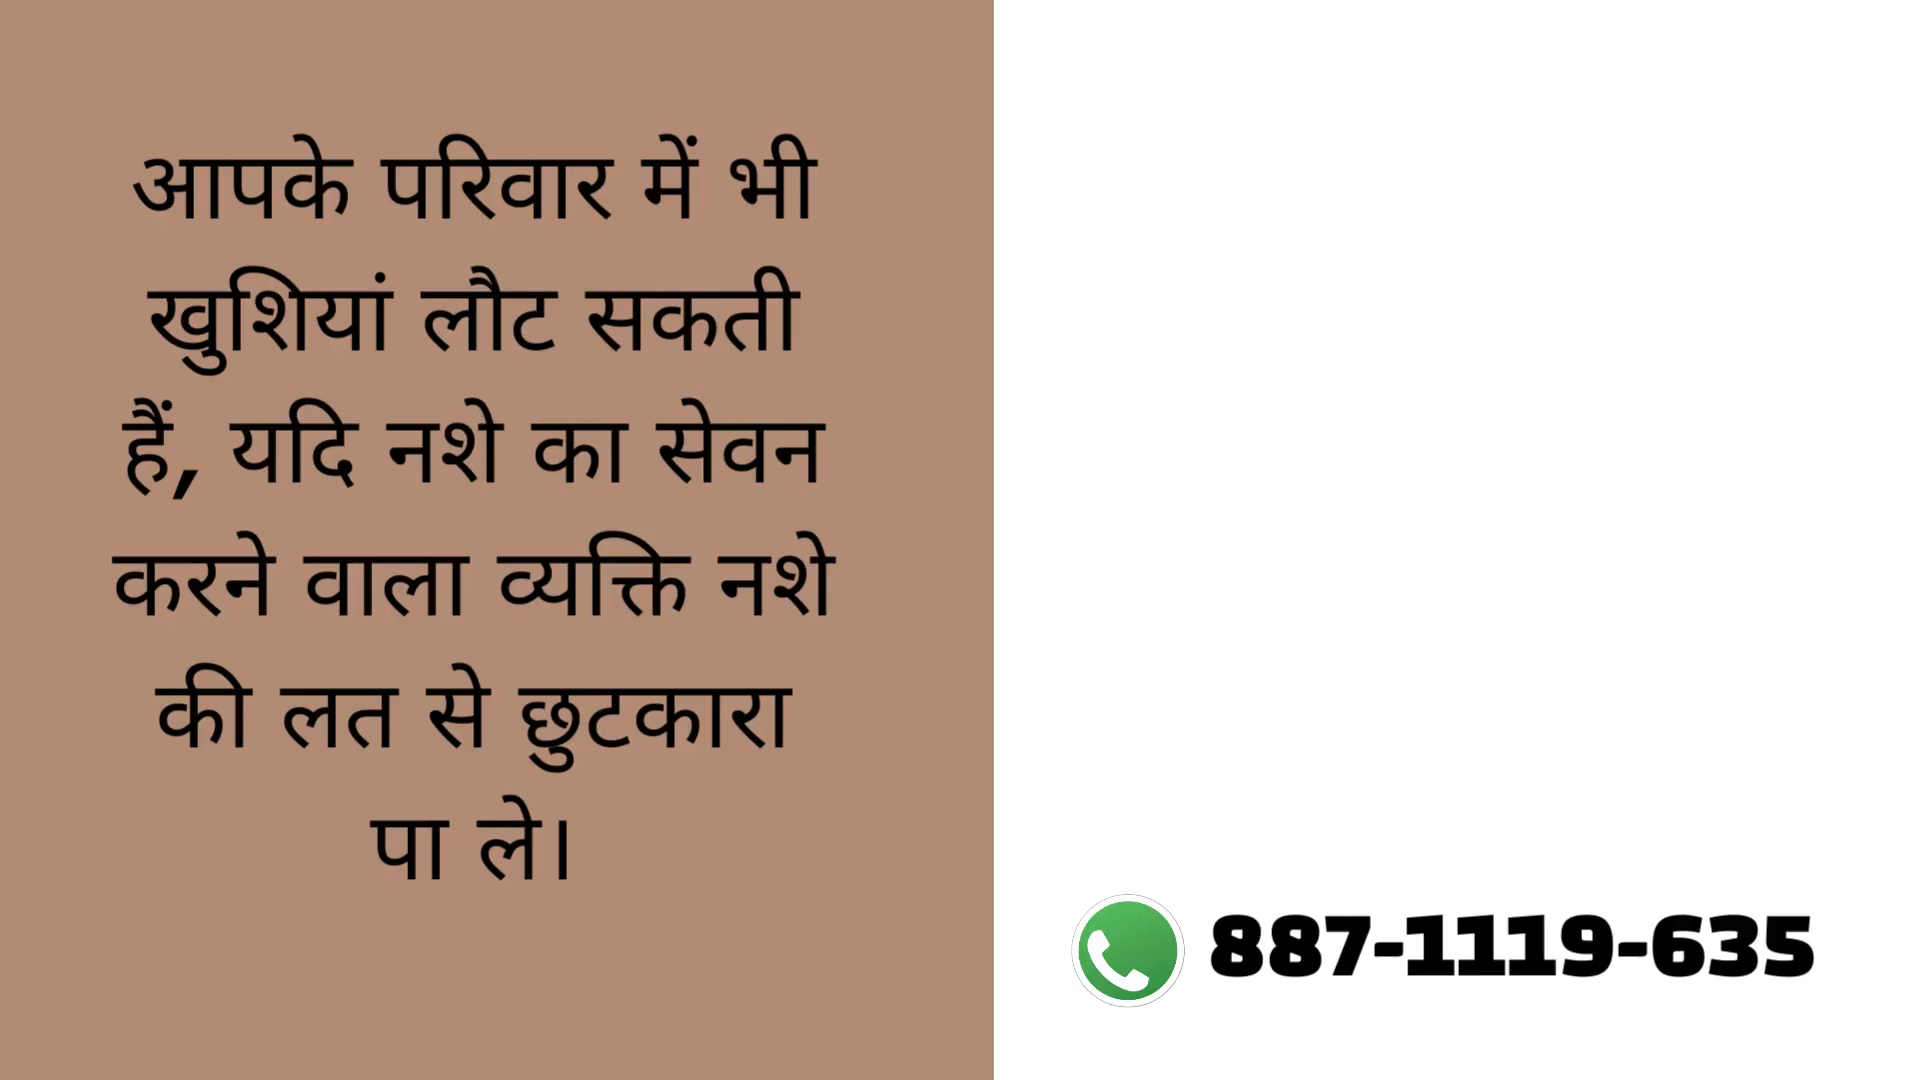 आपके परिवार में भी
खुशियां लौट सकती
हैं, यदि नशे का सेवन
करने वाला व्यक्ति नशे
की लत से छुटकारा
पा ले।
887-1119-635